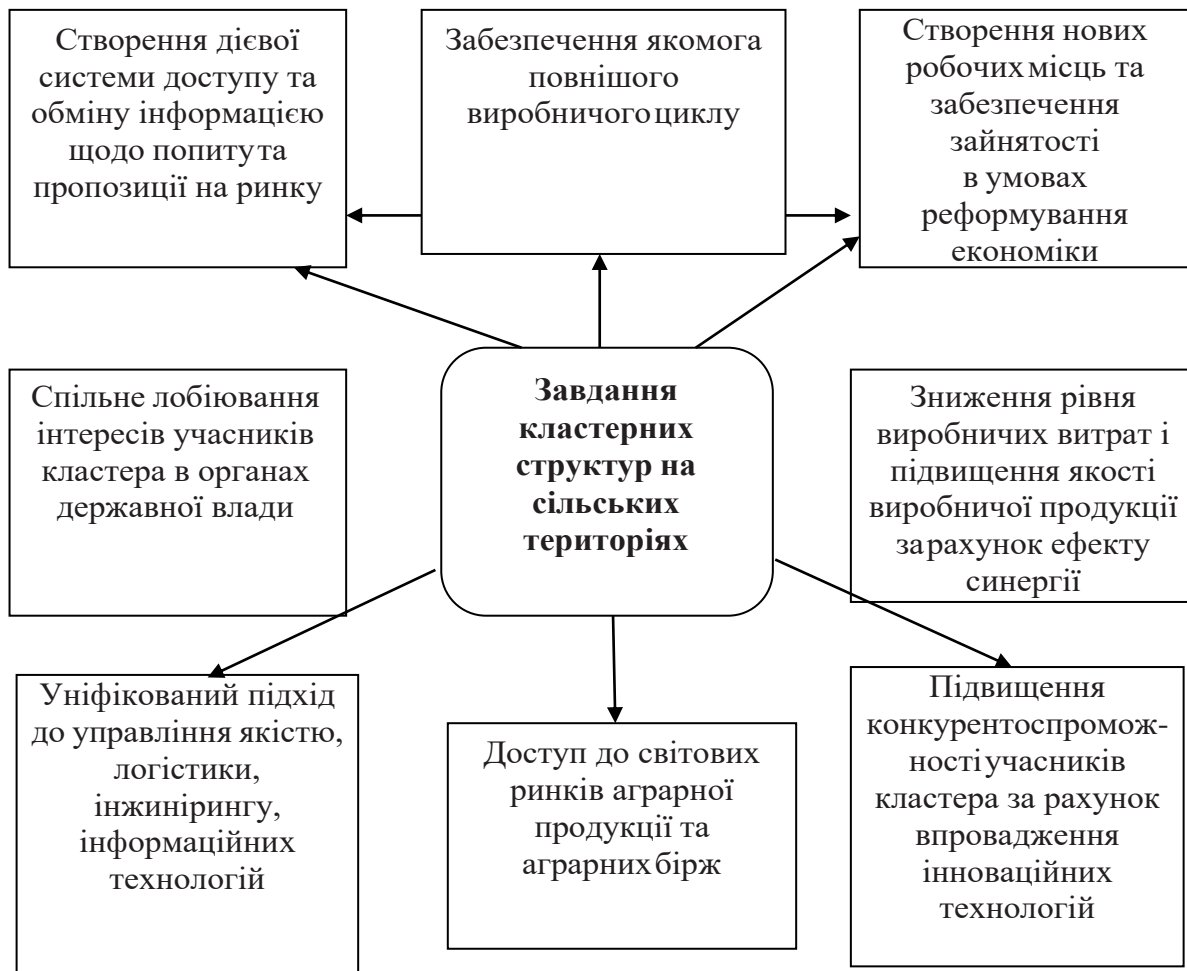 Створення дієвої
системи доступу та
обміну інформацією
щодо попиту та
пропозиції на ринку
Забезпечення якомога
повнішого
виробничого циклу
Створення нових
робочих місць та
забезпечення
зайнятості
в умовах
реформування
економіки
Спільне лобіювання
інтересів учасників
кластера в органах
державної влади
Завдання
кластерних
структур на
сільських
територіях
Зниження рівня
виробничих витрат і
підвищення якості
виробничої продукції
за рахунок ефекту
синергії
Уніфікований підхід
до управління якістю,
логістики,
інжинірингу,
інформаційних
технологій
Доступ до світових
ринків аграрної
продукції та
аграрних бірж
Підвищення
конкурентоспромож-
ності учасників
кластера за рахунок
впровадження
інноваційних
технологій